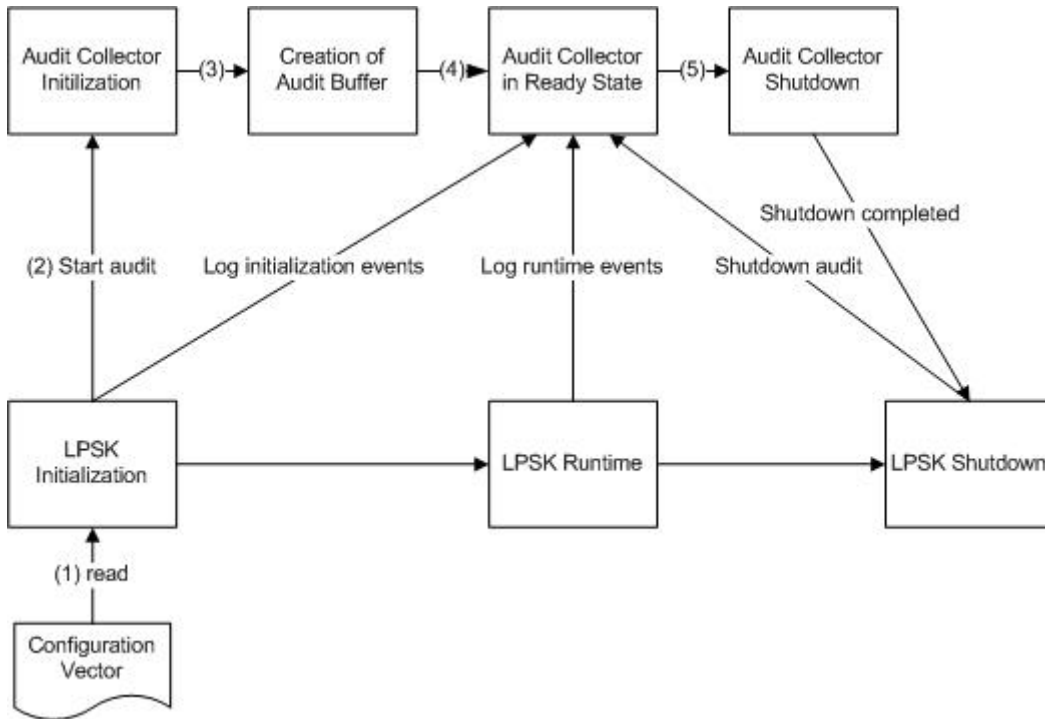 Audit Collector
Initilization
(3)
Creation of
Audit Buffer
(4)
Audit Collector
in Ready State
(5)
Audit Collector
Shutdown
Shutdown completed
(2) Start audit
Log initialization events
Log runtime events
Shutdown audit
LPSK
Initialization
LPSK Runtime
LPSK Shutdown
(1) read
Configuration
Vector